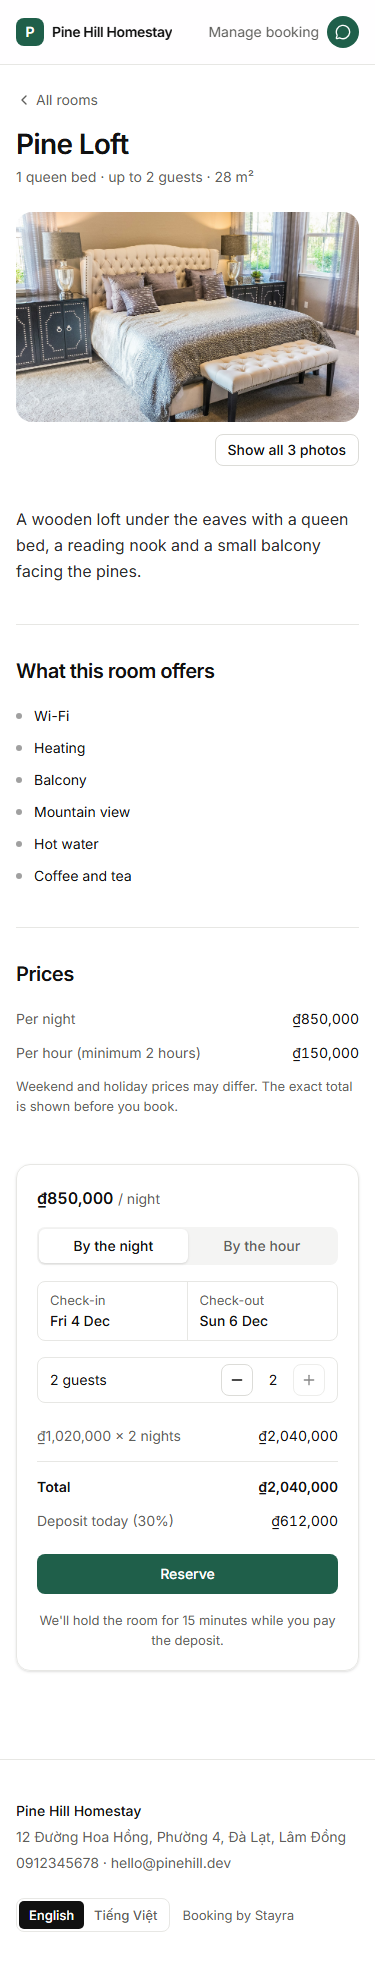 P Pine Hill Homestay Manage booking
All rooms
Pine Loft
1 queen bed · up to 2 guests · 28 m²
Show all 3 photos
A wooden loft under the eaves with a queen
bed, a reading nook and a small balcony
facing the pines.
What this room offers
Wi-Fi
Heating
Balcony
Mountain view
Hot water
Coffee and tea
Prices
Per night ₫850,000
Per hour (minimum 2 hours) ₫150,000
Weekend and holiday prices may differ. The exact total
is shown before you book.
₫850,000 / night
By the night By the hour
Check-in Check-out
Fri 4 Dec Sun 6 Dec
2 guests − 2 +
₫1,020,000 × 2 nights ₫2,040,000
Total ₫2,040,000
Deposit today (30%) ₫612,000
Reserve
We'll hold the room for 15 minutes while you pay
the deposit.
Pine Hill Homestay
12 Đường Hoa Hồng, Phường 4, Đà Lạt, Lâm Đồng
0912345678 · hello@pinehill.dev
English Tiếng Việt Booking by Stayra